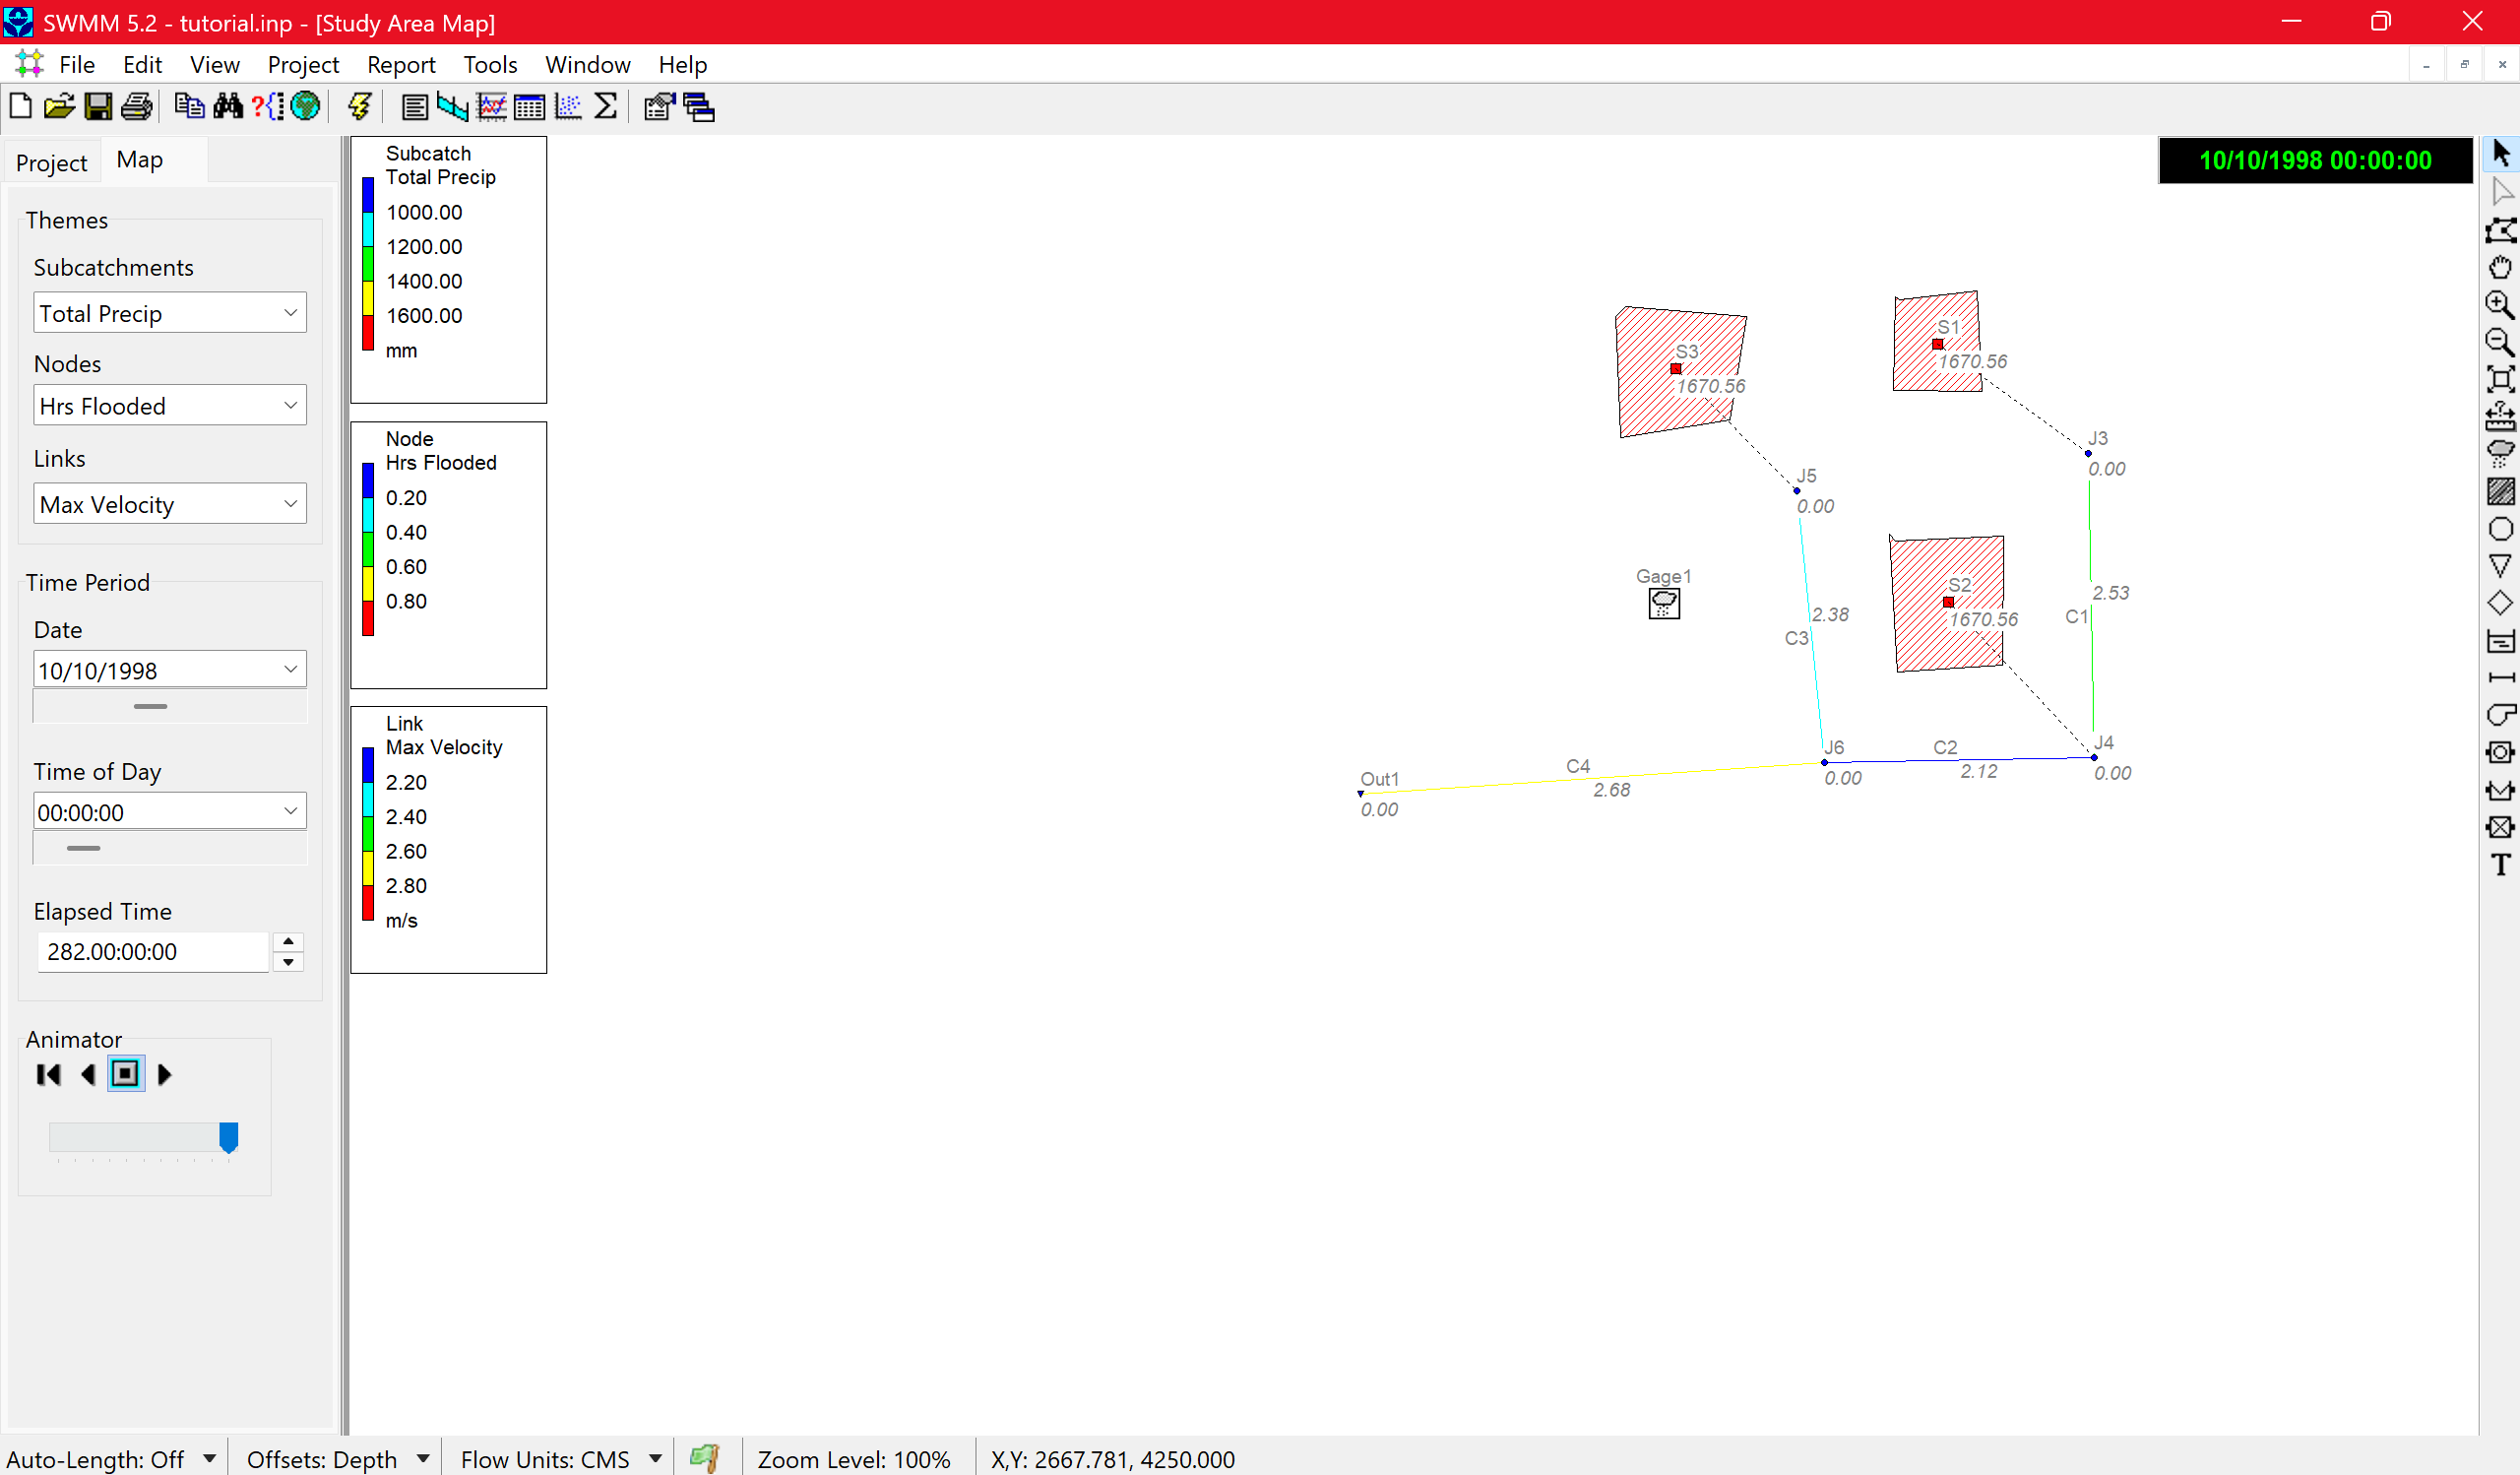 SWMM 5.2 - tutorial.inp - [Study Area Map]
File Edit View Project Report Tools Window Help
Project Map
Themes
Subcatchments
Total Precip
Nodes
Hrs Flooded
Links
Max Velocity
Time Period
Date
10/10/1998
Time of Day
00:00:00
Elapsed Time
282.00:00:00
Animator
Subcatch
Total Precip
1000.00
1200.00
1400.00
1600.00
mm
Node
Hrs Flooded
0.20
0.40
0.60
0.80
Link
Max Velocity
2.20
2.40
2.60
2.80
m/s
10/10/1998 00:00:00
S1
1670.56
S3
1670.56
J3
0.00
J5
0.00
Gage1
S2
1670.56
2.53
C1
2.38
C3
J4
0.00
J6
0.00
C2
2.12
C4
2.68
Out1
0.00
T
Auto-Length: Off Offsets: Depth Flow Units: CMS Zoom Level: 100% X,Y: 2667.781, 4250.000